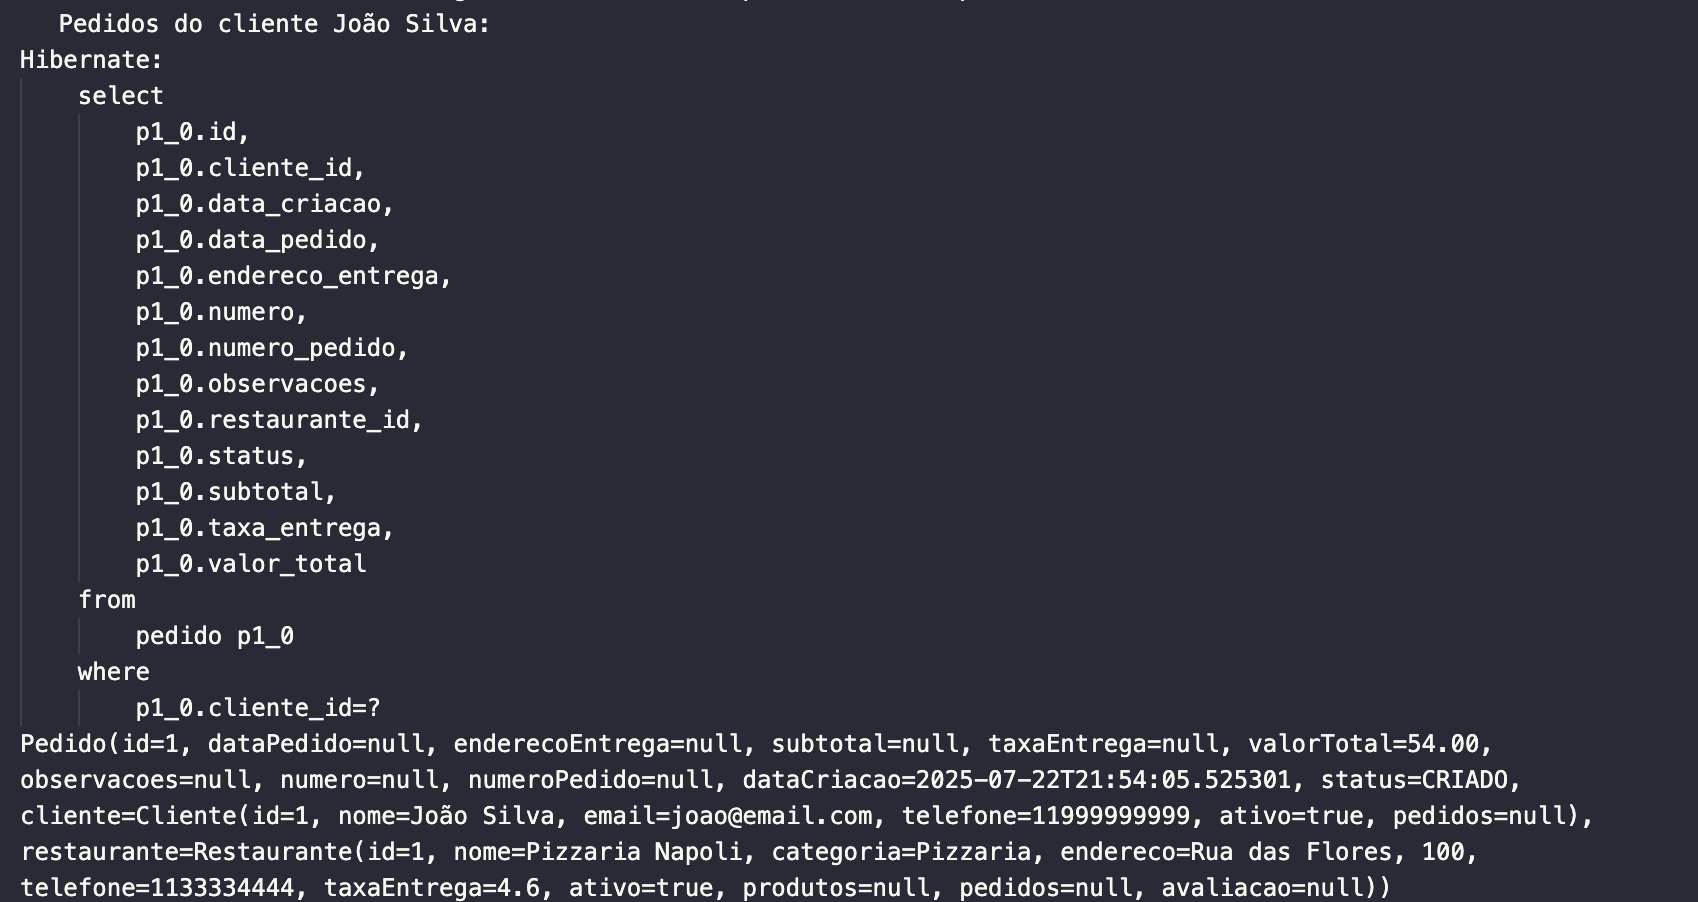 Pedidos do cliente João Silva:
Hibernate:
select
p1_0.id,
p1_0.cliente_id,
p1_0.data_criacao,
p1_0.data_pedido,
p1_0.endereco_entrega,
p1_0.numero,
p1_0.numero_pedido,
p1_0.observacoes,
p1_0.restaurante_id,
p1_0.status,
p1_0.subtotal,
p1_0.taxa_entrega,
p1_0.valor_total
from
pedido p1_0
where
p1_0.cliente_id=?
Pedido(id=1, dataPedido=null, enderecoEntrega=null, subtotal=null, taxaEntrega=null, valorTotal=54.00,
observacoes=null, numero=null, numeroPedido=null, dataCriacao=2025-07-22T21:54:05.525301, status=CRIADO,
cliente=Cliente(id=1, nome=João Silva, email=joao@email.com, telefone=11999999999, ativo=true, pedidos=null),
restaurante=Restaurante(id=1, nome=Pizzaria Napoli, categoria=Pizzaria, endereco=Rua das Flores, 100,
telefone=1133334444, taxaEntrega=4.6, ativo=true, produtos=null, pedidos=null, avaliacao=null))